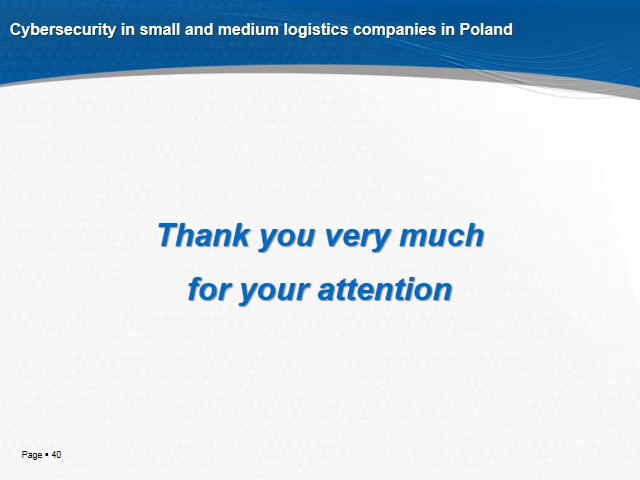 Cybersecurity in small and medium logistics companies in Poland
Thank you very much
for your attention
Page ▪ 40